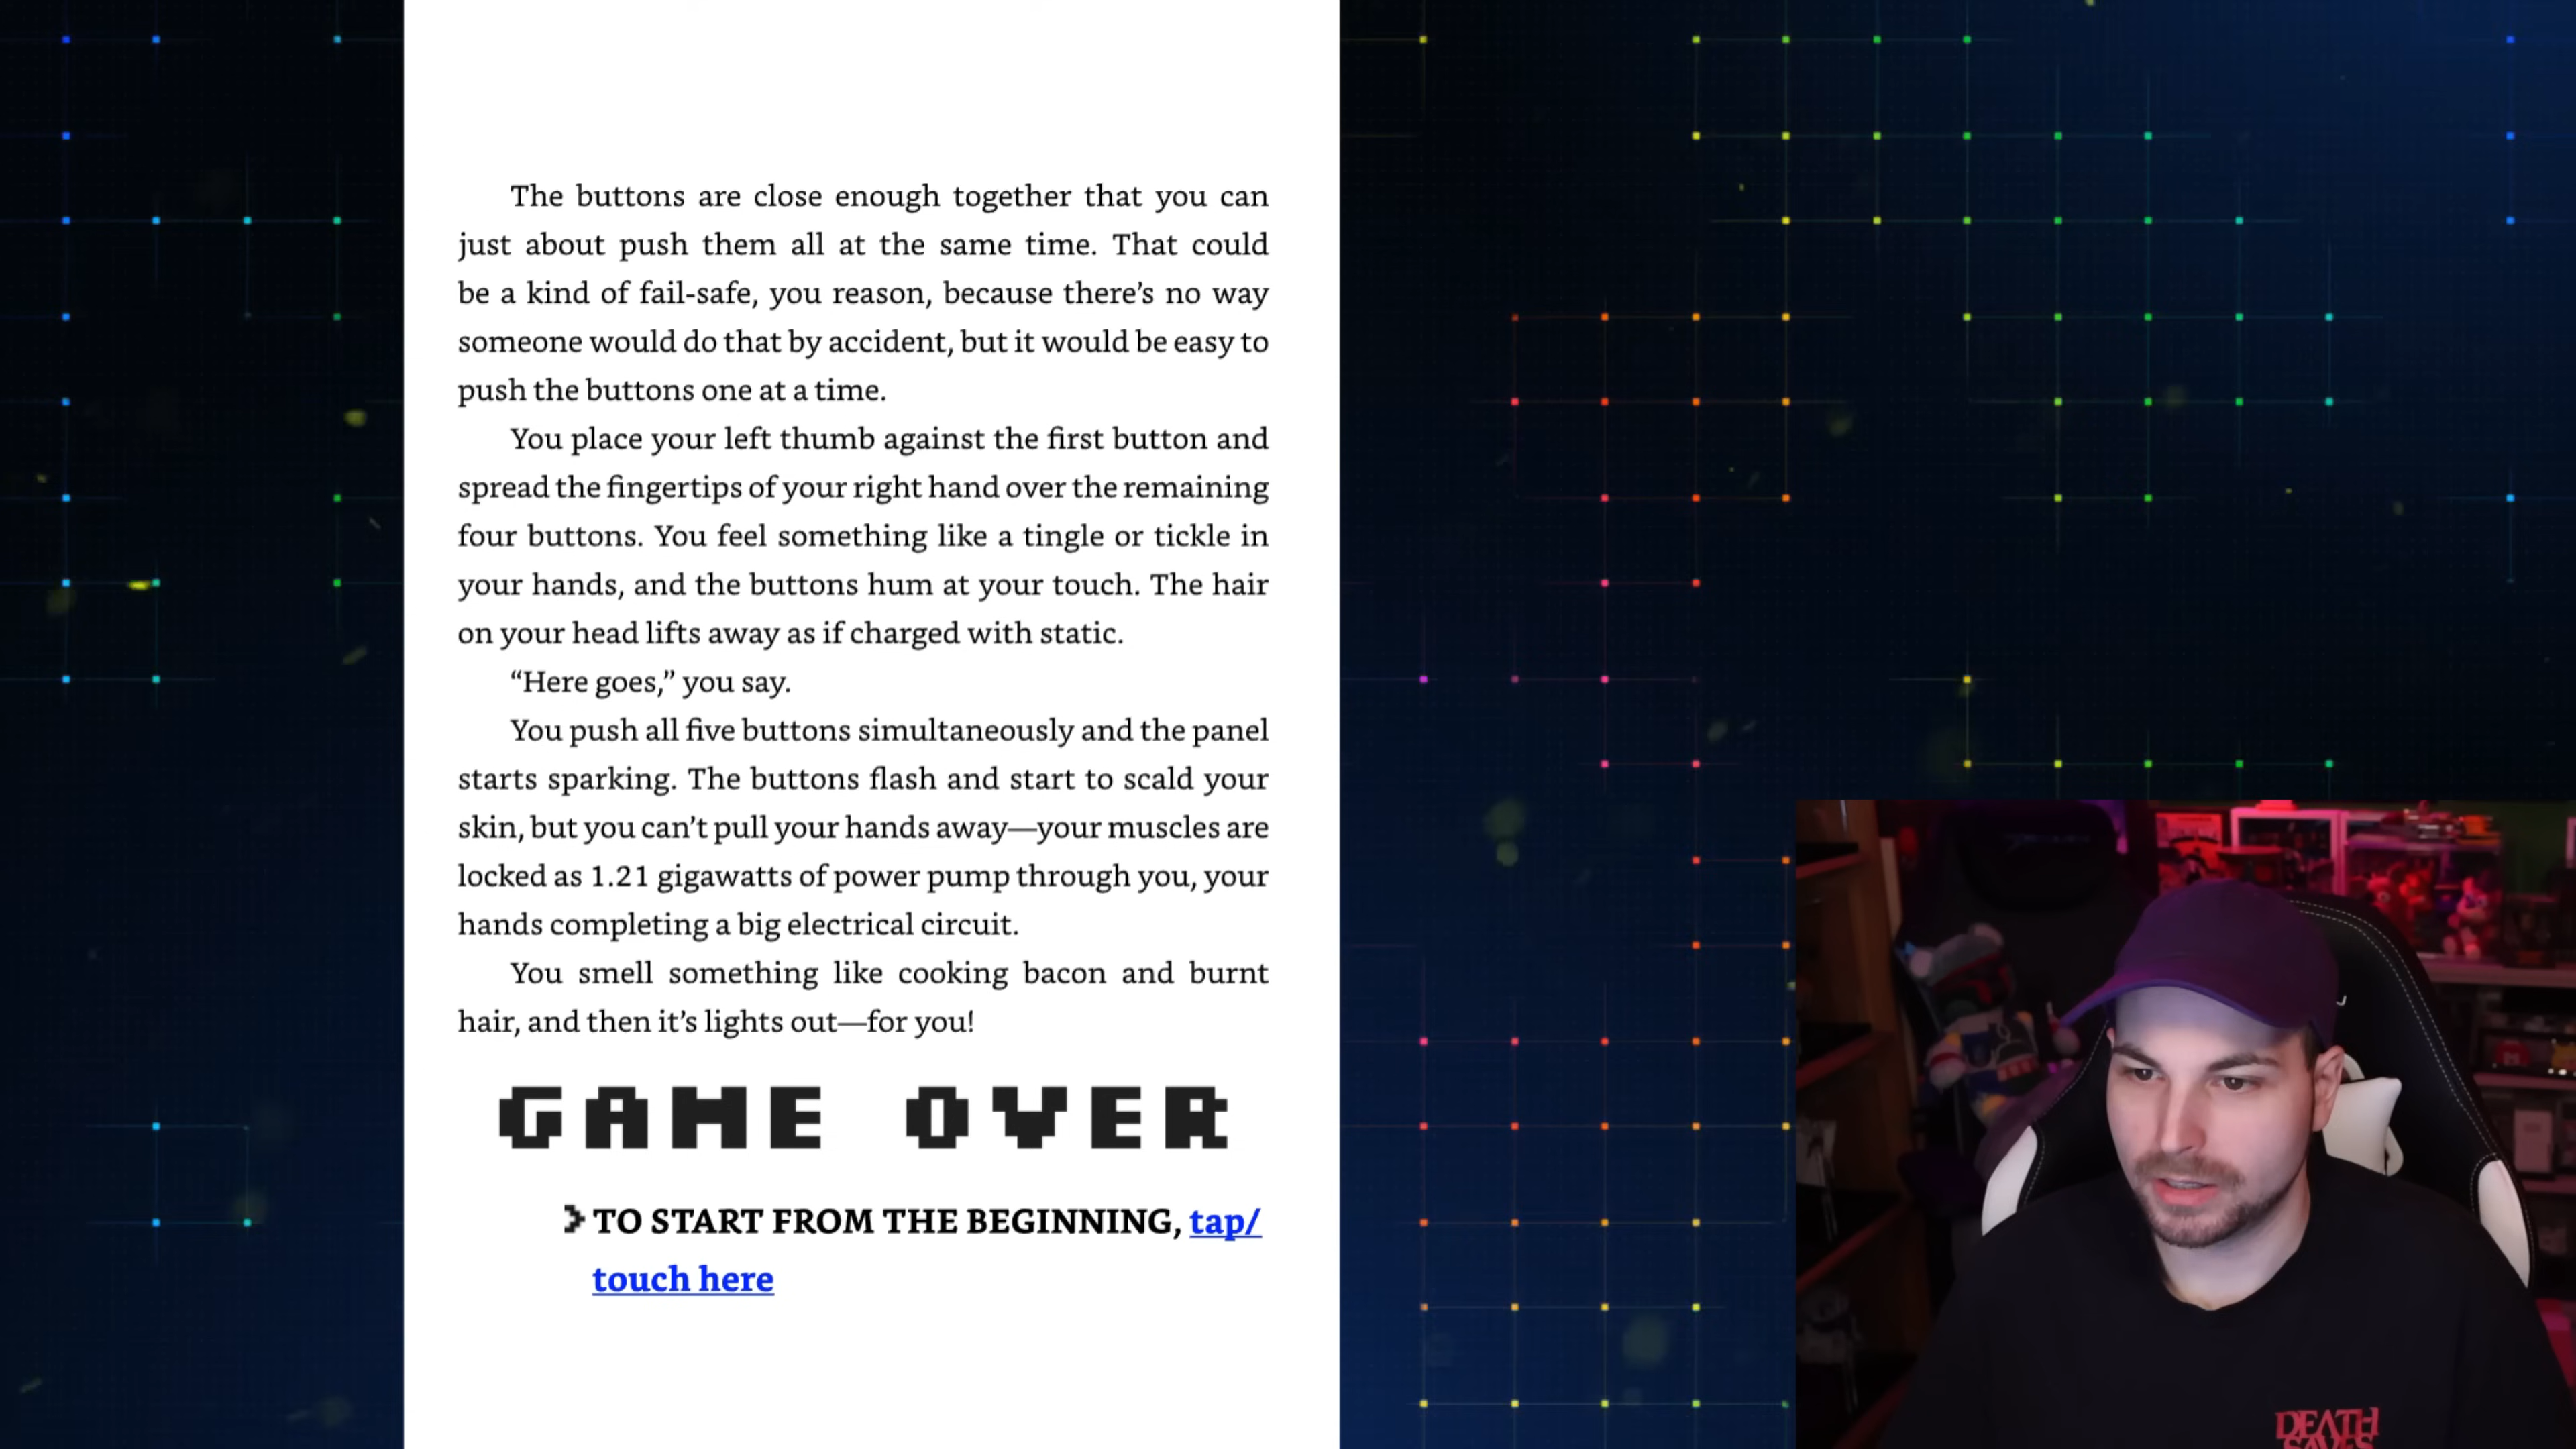 The buttons are close enough together that you can
just about push them all at the same time. That could
be a kind of fail-safe, you reason, because there’s no way
someone would do that by accident, but it would be easy to
push the buttons one at a time.
You place your left thumb against the first button and
spread the fingertips of your right hand over the remaining
four buttons. You feel something like a tingle or tickle in
your hands, and the buttons hum at your touch. The hair
on your head lifts away as if charged with static.
“Here goes,” you say.
You push all five buttons simultaneously and the panel
starts sparking. The buttons flash and start to scald your
skin, but you can’t pull your hands away—your muscles are
locked as 1.21 gigawatts of power pump through you, your
hands completing a big electrical circuit.
You smell something like cooking bacon and burnt
hair, and then it’s lights out—for you!
GAME OVER
TO START FROM THE BEGINNING, tap/
touch here
DEATH
SAVES